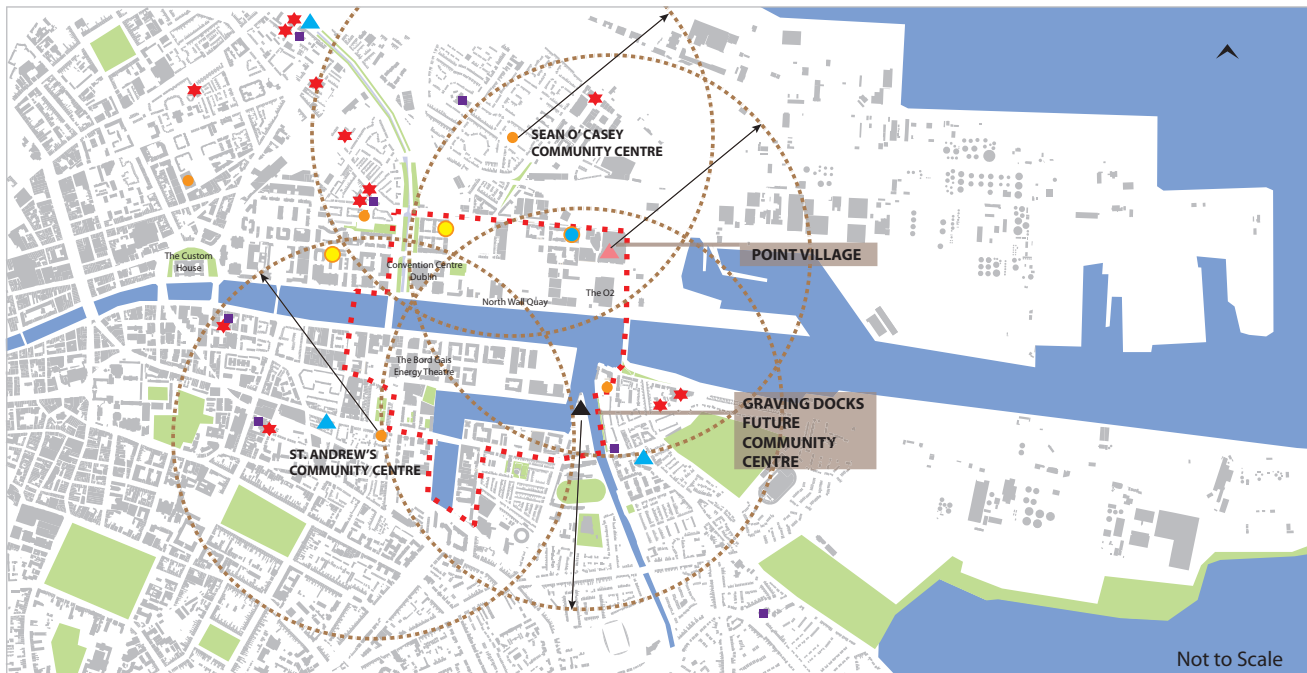 SEAN O' CASEY
COMMUNITY CENTRE
POINT VILLAGE
The Custom
House
Convention Centre
Dublin
The O2
North Wall Quay
The Bord Gais
Energy Theatre
GRAVING DOCKS
FUTURE
COMMUNITY
CENTRE
ST. ANDREW'S
COMMUNITY CENTRE
Not to Scale